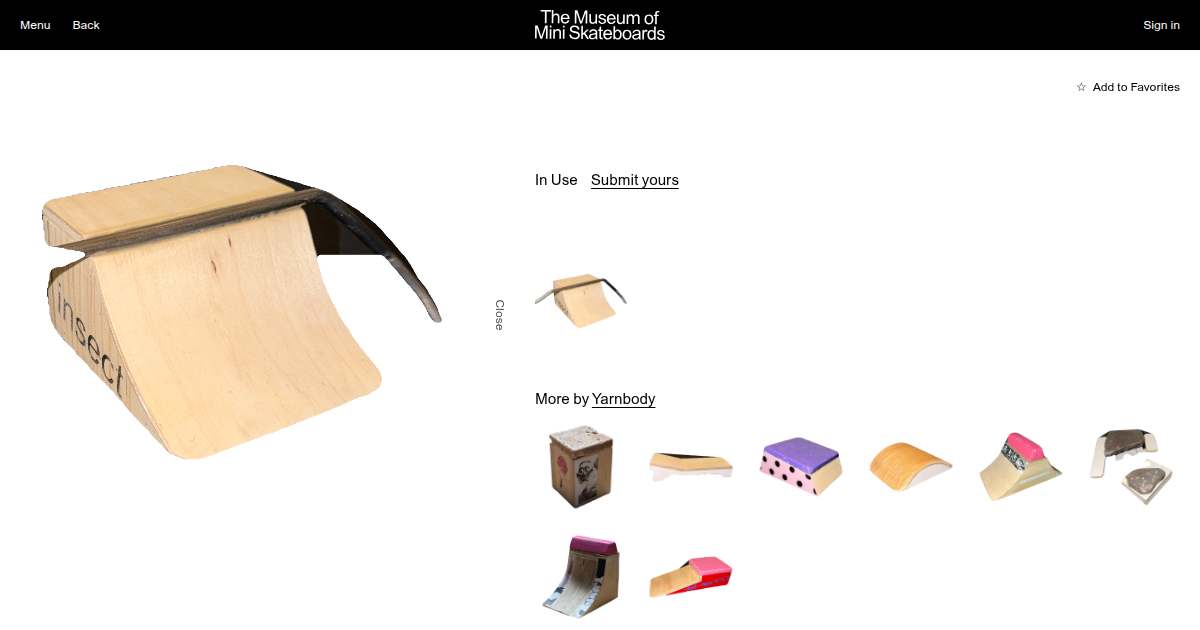 Menu
Back
The Museum of
Mini Skateboards
Sign in
☆ Add to Favorites
In Use
Submit yours
insect
Close
More by Yarnbody